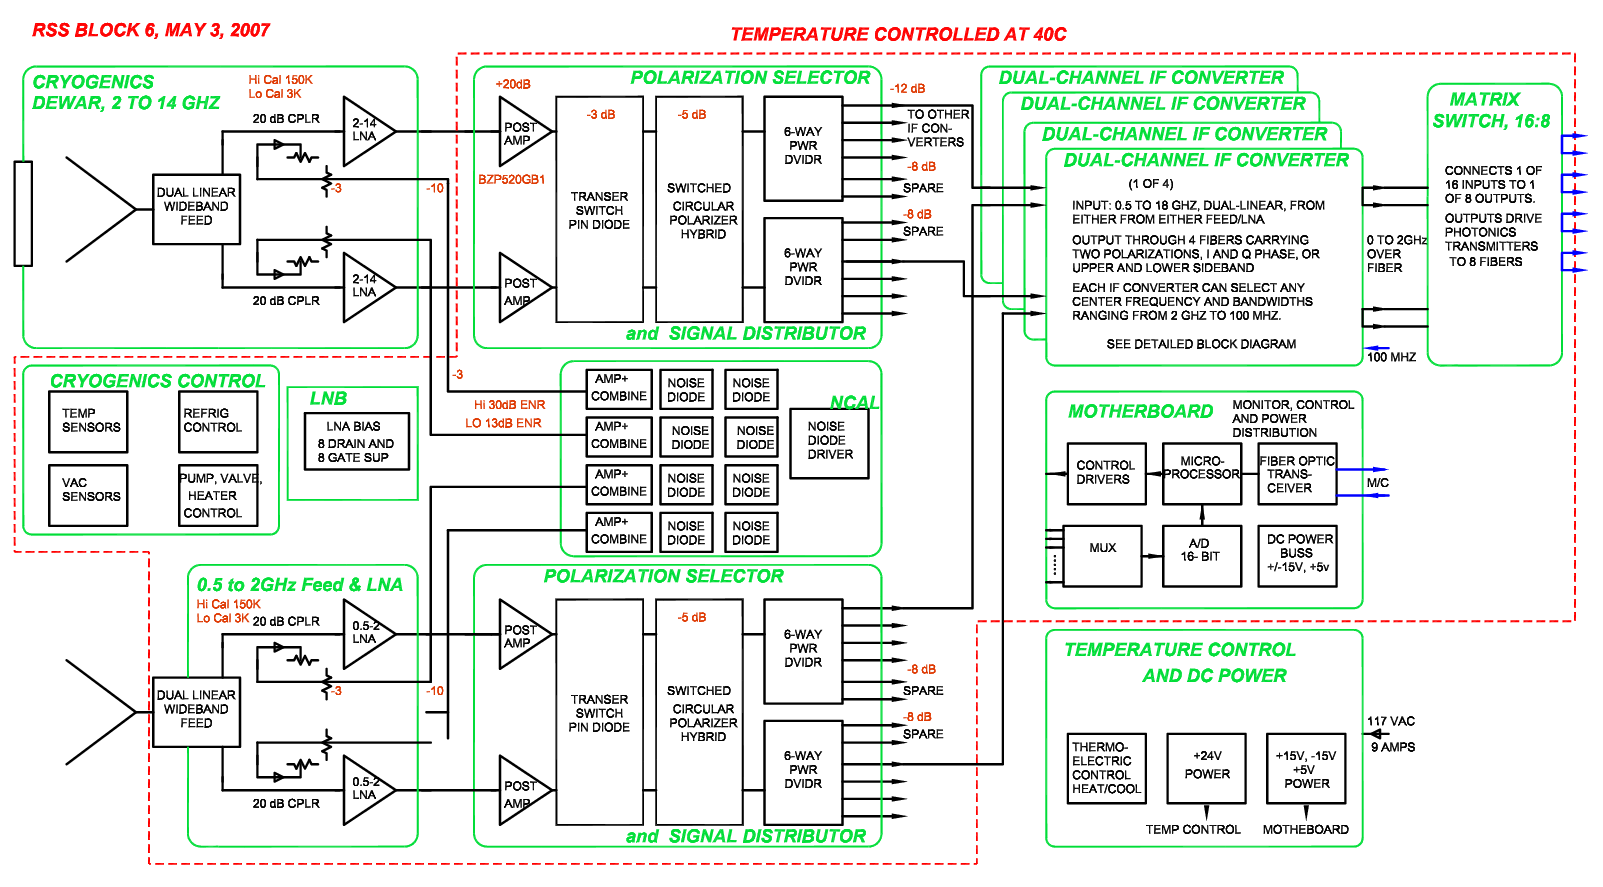 RSS BLOCK 6, MAY 3, 2007
TEMPERATURE CONTROLLED AT 40C
CRYOGENICS
DEWAR, 2 TO 14 GHZ
Hi Cal 150K
Lo Cal 3K
20 dB CPLR
2-14
LNA
-3
-10
DUAL LINEAR
WIDEBAND
FEED
20 dB CPLR
2-14
LNA
POLARIZATION SELECTOR
+20dB
POST
AMP
BZP520GB1
-3 dB
TRANSER
SWITCH
PIN DIODE
-5 dB
SWITCHED
CIRCULAR
POLARIZER
HYBRID
6-WAY
PWR
DVIDR
-12 dB
TO OTHER
IF CON-
VERTERS
-8 dB
SPARE
-8 dB
SPARE
POST
AMP
6-WAY
PWR
DVIDR
and SIGNAL DISTRIBUTOR
DUAL-CHANNEL IF CONVERTER
DUAL-CHANNEL IF CONVERTER
DUAL-CHANNEL IF CONVERTER
DUAL-CHANNEL IF CONVERTER
(1 OF 4)
INPUT: 0.5 TO 18 GHZ, DUAL-LINEAR, FROM
EITHER FROM EITHER FEED/LNA
OUTPUT THROUGH 4 FIBERS CARRYING
TWO POLARIZATIONS, I AND Q PHASE, OR
UPPER AND LOWER SIDEBAND
EACH IF CONVERTER CAN SELECT ANY
CENTER FREQUENCY AND BANDWIDTHS
RANGING FROM 2 GHZ TO 100 MHZ.
SEE DETAILED BLOCK DIAGRAM
0 TO 2GHz
OVER
FIBER
100 MHZ
MATRIX
SWITCH, 16:8
CONNECTS 1 OF
16 INPUTS TO 1
OF 8 OUTPUTS.
OUTPUTS DRIVE
PHOTONICS
TRANSMITTERS
TO 8 FIBERS
CRYOGENICS CONTROL
TEMP
SENSORS
REFRIG
CONTROL
VAC
SENSORS
PUMP, VALVE,
HEATER
CONTROL
LNB
LNA BIAS
8 DRAIN AND
8 GATE SUP
-3
Hi 30dB ENR
LO 13dB ENR
NCAL
AMP+
COMBINE
NOISE
DIODE
NOISE
DIODE
AMP+
COMBINE
NOISE
DIODE
NOISE
DIODE
AMP+
COMBINE
NOISE
DIODE
NOISE
DIODE
AMP+
COMBINE
NOISE
DIODE
NOISE
DIODE
NOISE
DIODE
DRIVER
MOTHERBOARD
MONITOR, CONTROL
AND POWER
DISTRIBUTION
CONTROL
DRIVERS
MICRO-
PROCESSOR
FIBER OPTIC
TRANS-
CEIVER
M/C
MUX
A/D
16- BIT
DC POWER
BUSS
+/-15V, +5v
0.5 to 2GHz Feed & LNA
Hi Cal 150K
Lo Cal 3K
20 dB CPLR
0.5-2
LNA
-3
-10
DUAL LINEAR
WIDEBAND
FEED
20 dB CPLR
0.5-2
LNA
POLARIZATION SELECTOR
POST
AMP
TRANSER
SWITCH
PIN DIODE
-5 dB
SWITCHED
CIRCULAR
POLARIZER
HYBRID
6-WAY
PWR
DVIDR
-8 dB
SPARE
-8 dB
SPARE
POST
AMP
6-WAY
PWR
DVIDR
and SIGNAL DISTRIBUTOR
TEMPERATURE CONTROL
AND DC POWER
117 VAC
9 AMPS
THERMO-
ELECTRIC
CONTROL
HEAT/COOL
+24V
POWER
+15V, -15V
+5V
POWER
TEMP CONTROL
MOTHEBOARD